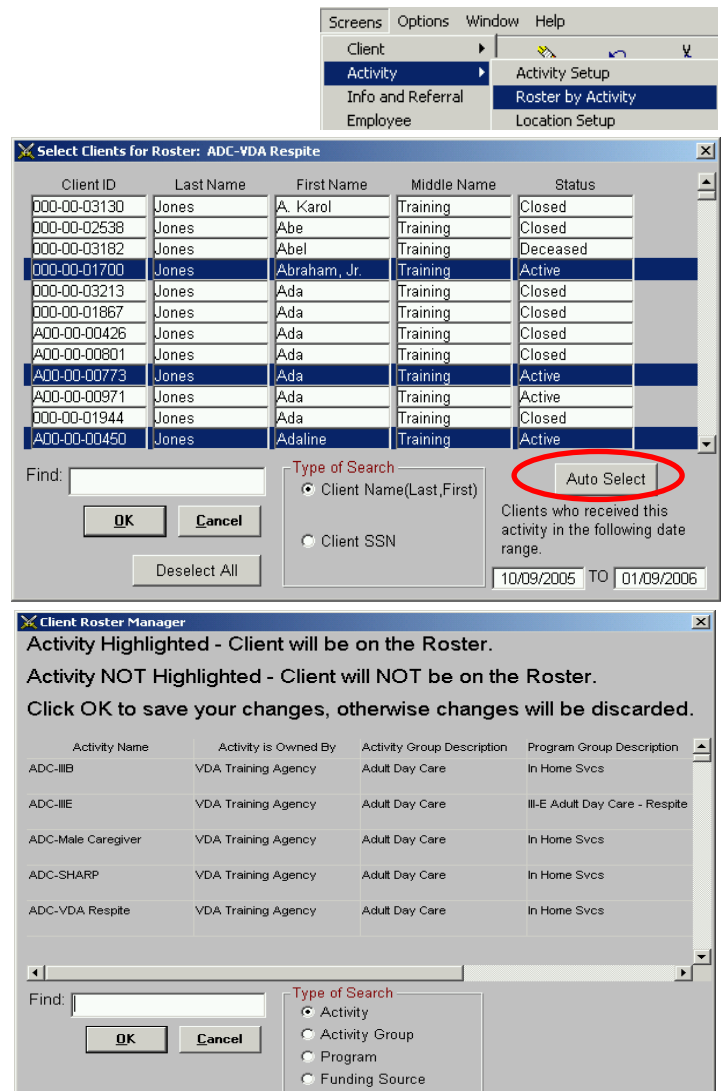 Screens Options Window Help
Client
Activity Activity Setup
Info and Referral Roster by Activity
Employee Location Setup
Select Clients for Roster: ADC-VDA Respite
Client ID Last Name First Name Middle Name Status
000-00-03130 Jones A. Karol Training Closed
000-00-02538 Jones Abe Training Closed
000-00-03182 Jones Abel Training Deceased
000-00-01700 Jones Abraham, Jr. Training Active
000-00-03213 Jones Ada Training Closed
000-00-01867 Jones Ada Training Closed
A00-00-00426 Jones Ada Training Closed
A00-00-00801 Jones Ada Training Closed
A00-00-00773 Jones Ada Training Active
A00-00-00971 Jones Ada Training Active
000-00-01944 Jones Ada Training Closed
A00-00-00450 Jones Adaline Training Active
Find:
OK Cancel
Deselect All
Type of Search
Client Name(Last,First)
Client SSN
Auto Select
Clients who received this
activity in the following date
range.
10/09/2005 TO 01/09/2006
Client Roster Manager
Activity Highlighted - Client will be on the Roster.
Activity NOT Highlighted - Client will NOT be on the Roster.
Click OK to save your changes, otherwise changes will be discarded.
Activity Name Activity is Owned By Activity Group Description Program Group Description
ADC-IIIB VDA Training Agency Adult Day Care In Home Svcs
ADC-IIIE VDA Training Agency Adult Day Care III-E Adult Day Care - Respite
ADC-Male Caregiver VDA Training Agency Adult Day Care In Home Svcs
ADC-SHARP VDA Training Agency Adult Day Care In Home Svcs
ADC-VDA Respite VDA Training Agency Adult Day Care In Home Svcs
Find:
OK Cancel
Type of Search
Activity
Activity Group
Program
Funding Source